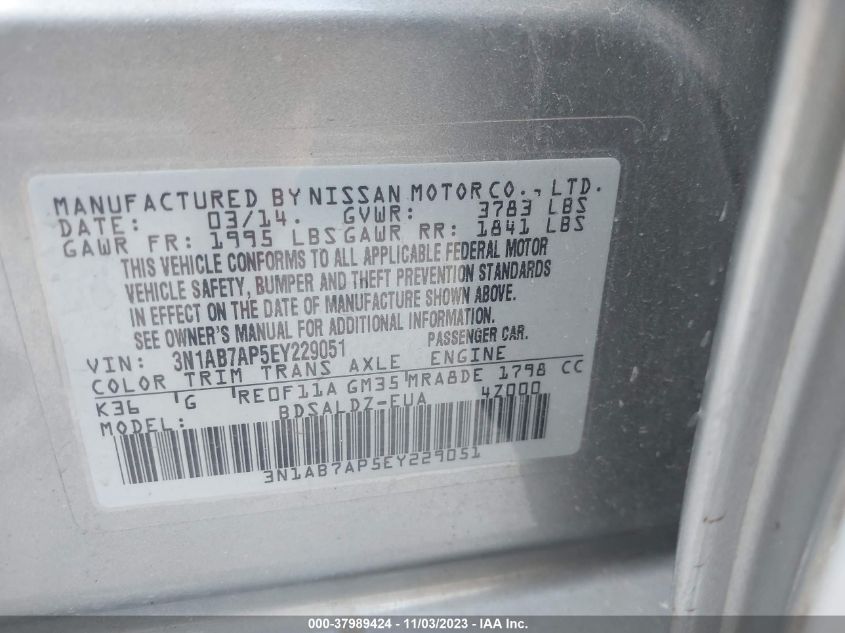 MANUFACTURED BY NISSAN MOTOR CO., LTD.
DATE: 03/14. GVWR: 3783 LBS
GAWR FR: 1995 LBS GAWR RR: 1841 LBS
THIS VEHICLE CONFORMS TO ALL APPLICABLE FEDERAL MOTOR
VEHICLE SAFETY, BUMPER AND THEFT PREVENTION STANDARDS
IN EFFECT ON THE DATE OF MANUFACTURE SHOWN ABOVE.
SEE OWNER'S MANUAL FOR ADDITIONAL INFORMATION.
VIN: 3N1AB7AP5EY229051 PASSENGER CAR.
COLOR TRIM TRANS AXLE ENGINE
K36 G RE0F11A GM35 MRA8DE 1798 CC
MODEL: BDSALDZ-EUA 4Z000
3N1AB7AP5EY229051
000-37989424 - 11/03/2023 - IAA Inc.